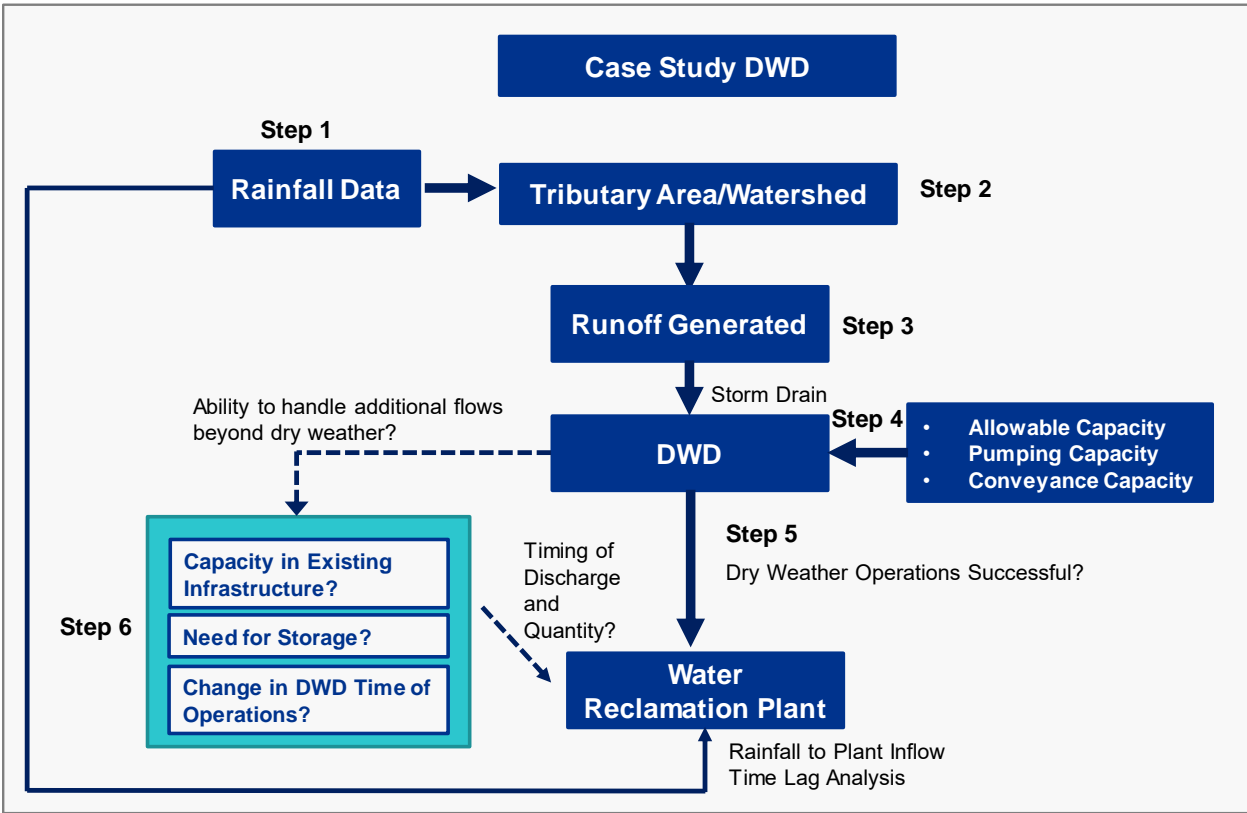 Case Study DWD
Step 1
Rainfall Data
Tributary Area/Watershed
Step 2
Runoff Generated
Step 3
Storm Drain
Ability to handle additional flows
beyond dry weather?
DWD
Step 4
• Allowable Capacity
• Pumping Capacity
• Conveyance Capacity
Step 5
Dry Weather Operations Successful?
Timing of
Discharge
and
Quantity?
Step 6
Capacity in Existing
Infrastructure?
Need for Storage?
Change in DWD Time of
Operations?
Water
Reclamation Plant
Rainfall to Plant Inflow
Time Lag Analysis